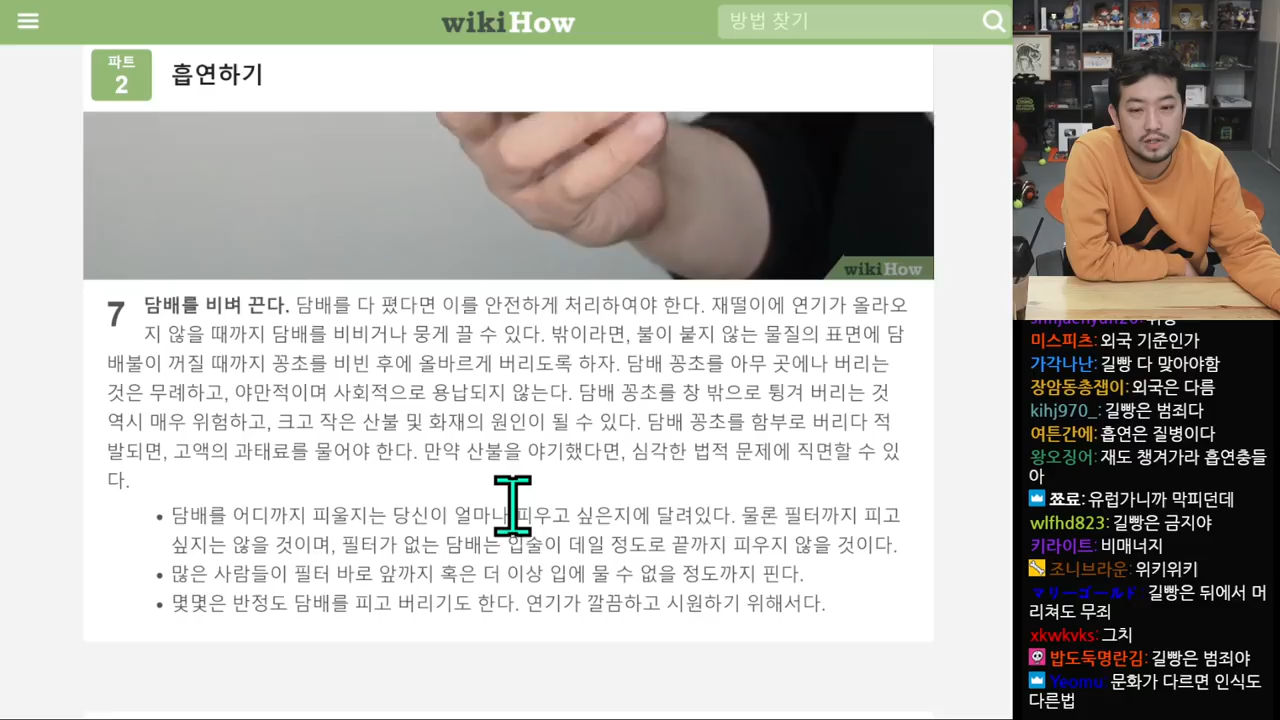 wikiHow
방법 찾기
파트
2
흡연하기
wikiHow
7 담배를 비벼 끈다. 담배를 다 폈다면 이를 안전하게 처리하여야 한다. 재떨이에 연기가 올라오
지 않을 때까지 담배를 비비거나 뭉게 끌 수 있다. 밖이라면, 불이 붙지 않는 물질의 표면에 담
배불이 꺼질 때까지 꽁초를 비빈 후에 올바르게 버리도록 하자. 담배 꽁초를 아무 곳에나 버리는
것은 무례하고, 야만적이며 사회적으로 용납되지 않는다. 담배 꽁초를 창 밖으로 튕겨 버리는 것
역시 매우 위험하고, 크고 작은 산불 및 화재의 원인이 될 수 있다. 담배 꽁초를 함부로 버리다 적
발되면, 고액의 과태료를 물어야 한다. 만약 산불을 야기했다면, 심각한 법적 문제에 직면할 수 있
다.
• 담배를 어디까지 피울지는 당신이 얼마나 피우고 싶은지에 달려있다. 물론 필터까지 피고
싶지는 않을 것이며, 필터가 없는 담배는 입술이 데일 정도로 끝까지 피우지 않을 것이다.
• 많은 사람들이 필터 바로 앞까지 혹은 더 이상 입에 물 수 없을 정도까지 핀다.
• 몇몇은 반정도 담배를 피고 버리기도 한다. 연기가 깔끔하고 시원하기 위해서다.
미스피츠: 외국 기준인가
가각나난: 길빵 다 맞아야함
장암동총잽이: 외국은 다름
kihj970_: 길빵은 범죄다
여튼간에: 흡연은 질병이다
왕오징어: 재도 챙겨가라 흡연충들
아
쪼료: 유럽가니까 막피던데
wlfhd823: 길빵은 금지야
키라이트: 비매너지
조니브라운: 위키위키
マリーゴールド: 길빵은 뒤에서 머
리쳐도 무죄
xkwkvks: 그치
밥도둑명란김: 길빵은 범죄야
Yeomu: 문화가 다르면 인식도
다른법